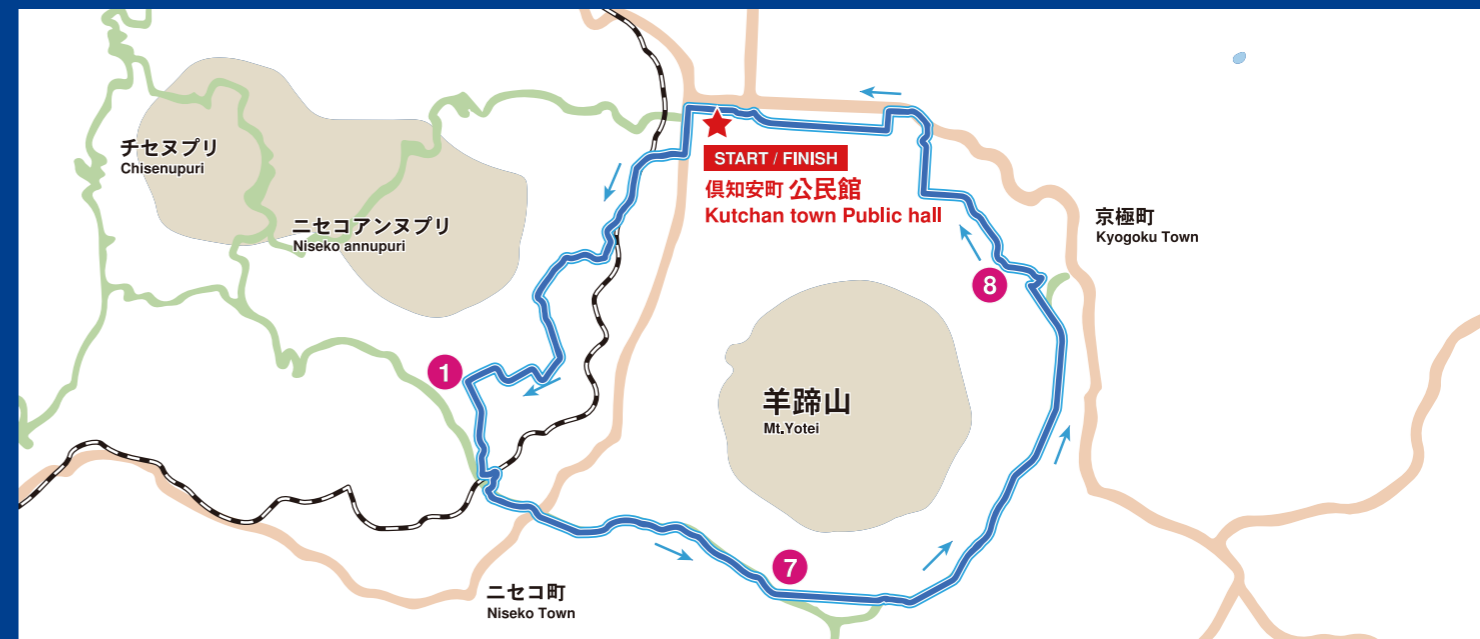 チセヌプリ
Chisenupuri
ニセコアンヌプリ
Niseko annupuri
START / FINISH
倶知安町 公民館
Kutchan town Public hall
京極町
Kyogoku Town
8
1
羊蹄山
Mt.Yotei
7
ニセコ町
Niseko Town